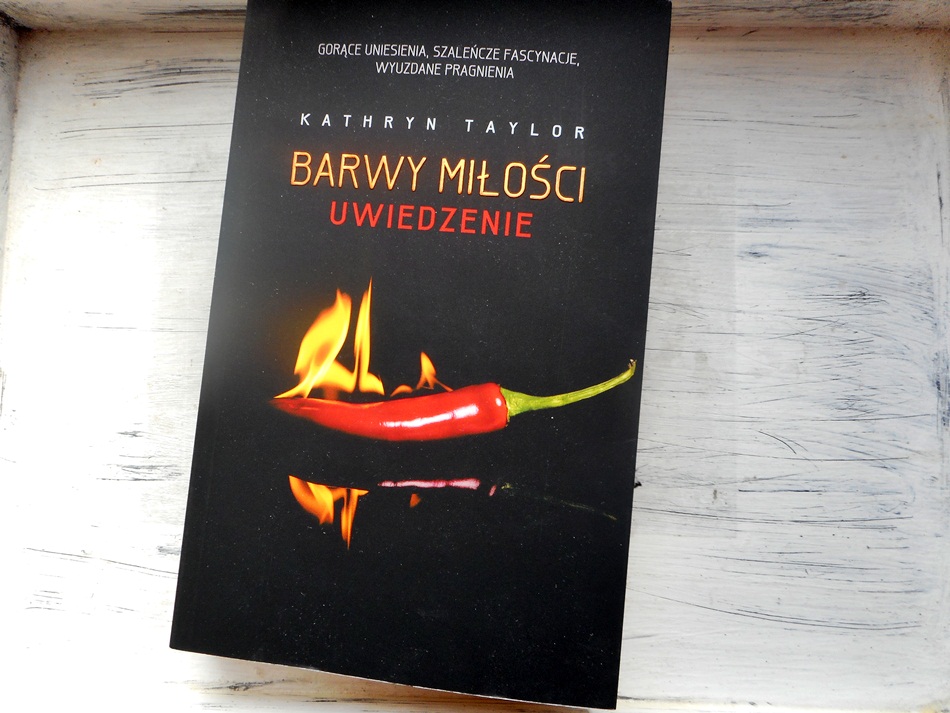 GORĄCE UNIESIENIA, SZALEŃCZE FASCYNACJE,
WYUZDANE PRAGNIENIA
KATHRYN TAYLOR
BARWY MIŁOŚCI
UWIEDZENIE